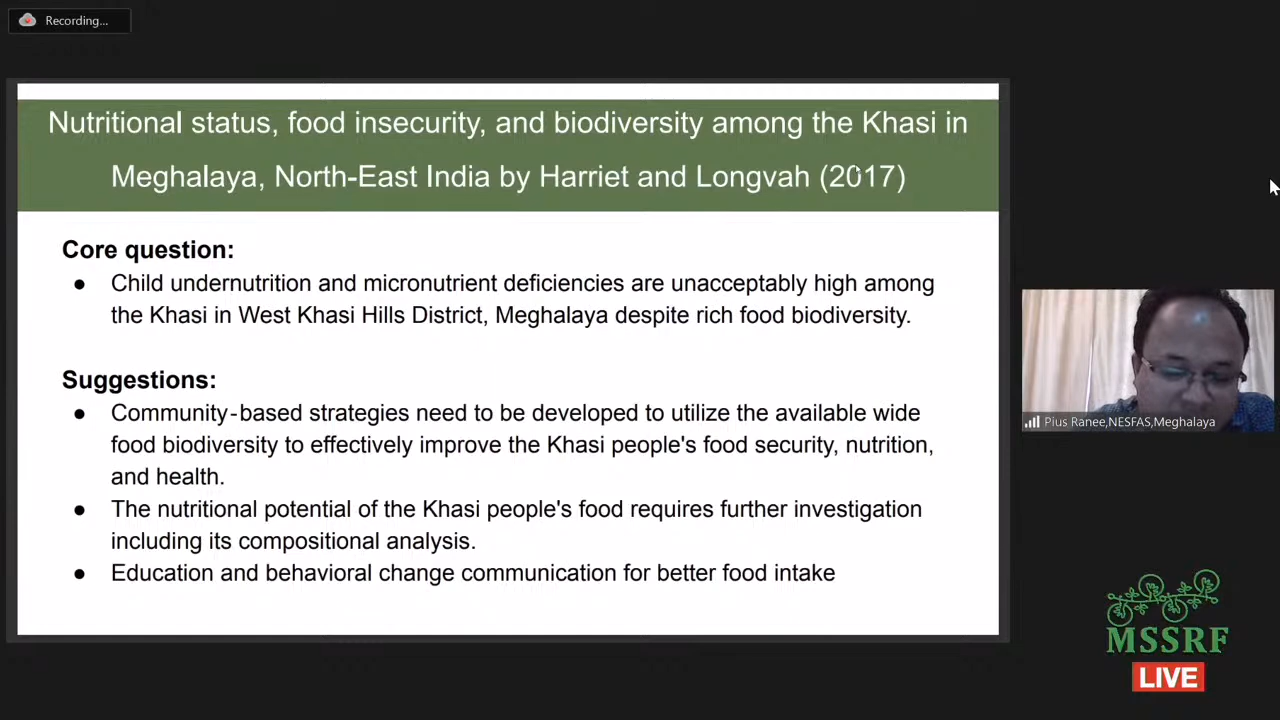 Recording...
Nutritional status, food insecurity, and biodiversity among the Khasi in
Meghalaya, North-East India by Harriet and Longvah (2017)
Core question:
● Child undernutrition and micronutrient deficiencies are unacceptably high among
the Khasi in West Khasi Hills District, Meghalaya despite rich food biodiversity.
Suggestions:
● Community-based strategies need to be developed to utilize the available wide
food biodiversity to effectively improve the Khasi people's food security, nutrition,
and health.
● The nutritional potential of the Khasi people's food requires further investigation
including its compositional analysis.
● Education and behavioral change communication for better food intake
Pius Ranee,NESFAS,Meghalaya
MSSRF
LIVE